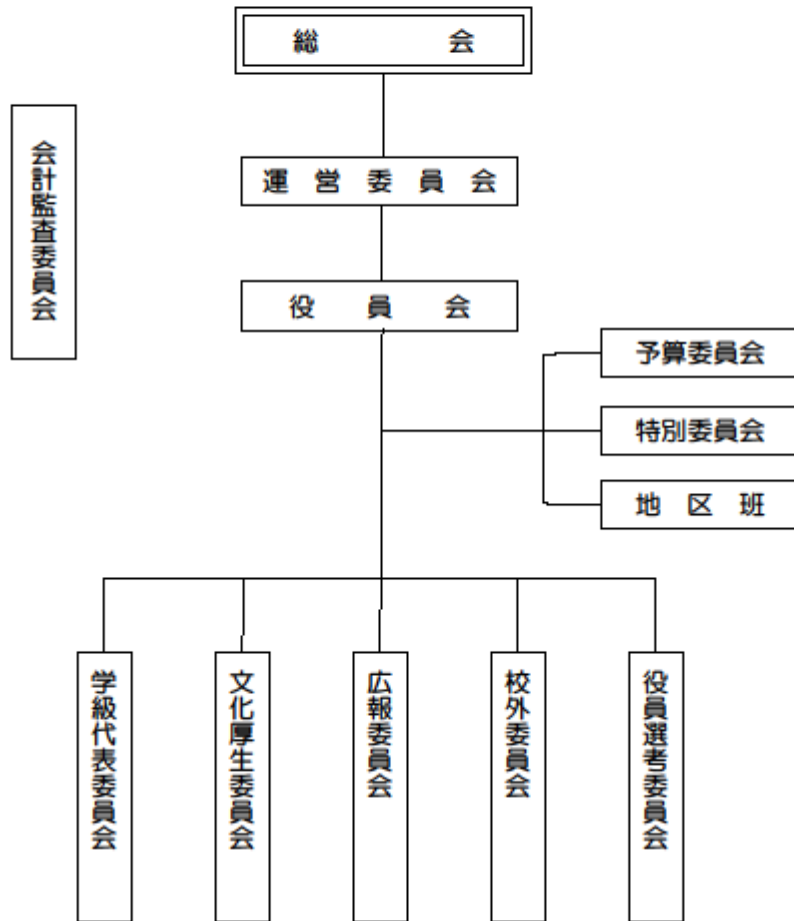 総会
会計監査委員会
運営委員会
役員会
予算委員会
特別委員会
地区班
学級代表委員会
文化厚生委員会
広報委員会
校外委員会
役員選考委員会